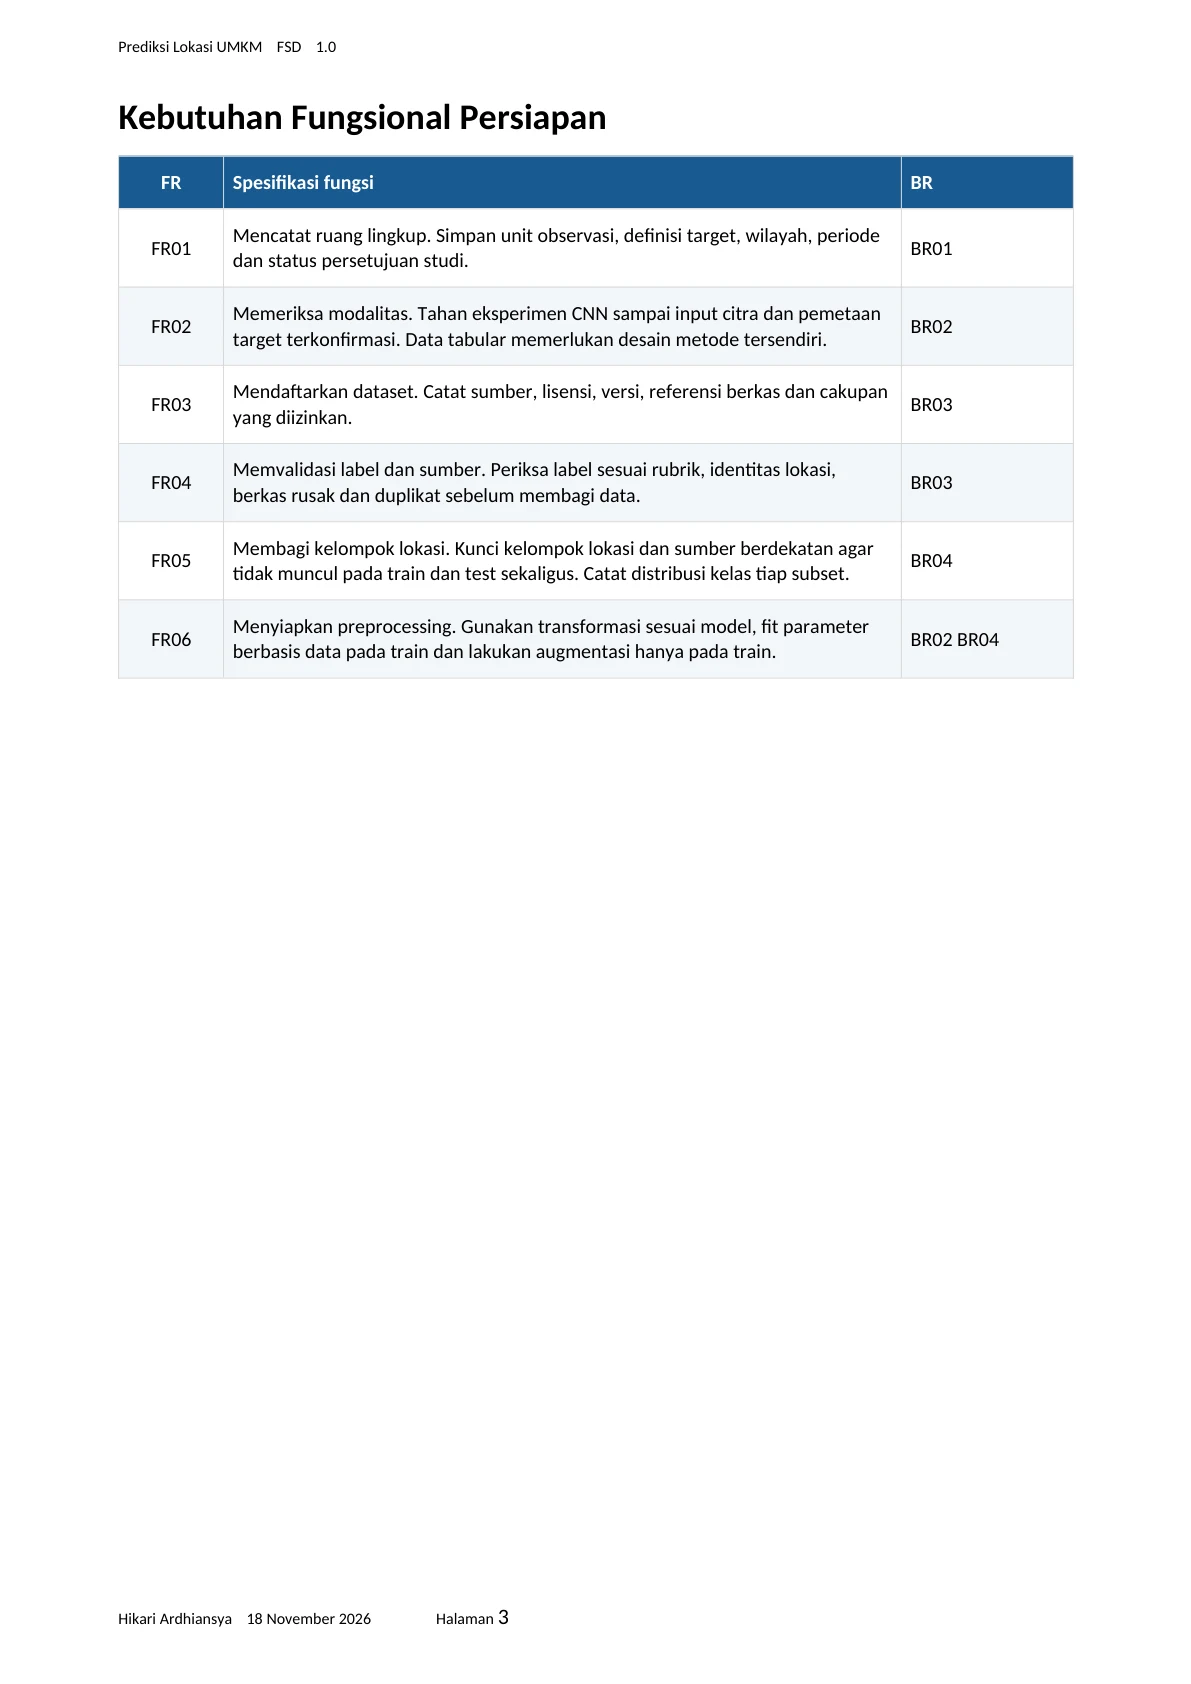 Prediksi Lokasi UMKM FSD 1.0
Kebutuhan Fungsional Persiapan
FR Spesifikasi fungsi BR
FR01 Mencatat ruang lingkup. Simpan unit observasi, definisi target, wilayah, periode dan status persetujuan studi. BR01
FR02 Memeriksa modalitas. Tahan eksperimen CNN sampai input citra dan pemetaan target terkonfirmasi. Data tabular memerlukan desain metode tersendiri. BR02
FR03 Mendaftarkan dataset. Catat sumber, lisensi, versi, referensi berkas dan cakupan yang diizinkan. BR03
FR04 Memvalidasi label dan sumber. Periksa label sesuai rubrik, identitas lokasi, berkas rusak dan duplikat sebelum membagi data. BR03
FR05 Membagi kelompok lokasi. Kunci kelompok lokasi dan sumber berdekatan agar tidak muncul pada train dan test sekaligus. Catat distribusi kelas tiap subset. BR04
FR06 Menyiapkan preprocessing. Gunakan transformasi sesuai model, fit parameter berbasis data pada train dan lakukan augmentasi hanya pada train. BR02 BR04
Hikari Ardhiansya 18 November 2026 Halaman 3